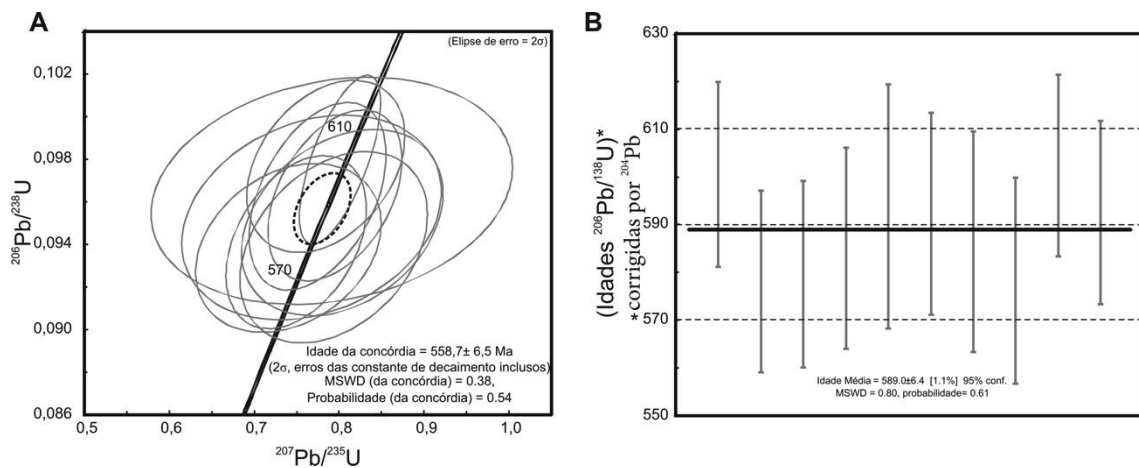 A
(Elipse de erro = 2σ)
0,102
0,098
0,094
0,090
0,086
²⁰⁶Pb/²³⁸U
610
570
Idade da concórdia = 558,7± 6,5 Ma
(2σ, erros das constante de decaimento inclusos)
MSWD (da concórdia) = 0.38,
Probabilidade (da concórdia) = 0.54
0,5 0,6 0,7 0,8 0,9 1,0
²⁰⁷Pb/²³⁵U
B
630
610
590
570
550
(Idades ²⁰⁶Pb/¹³⁸U)*
*corrigidas por ²⁰⁴Pb
Idade Média = 589.0±6.4 [1.1%] 95% conf.
MSWD = 0.80, probabilidade= 0.61